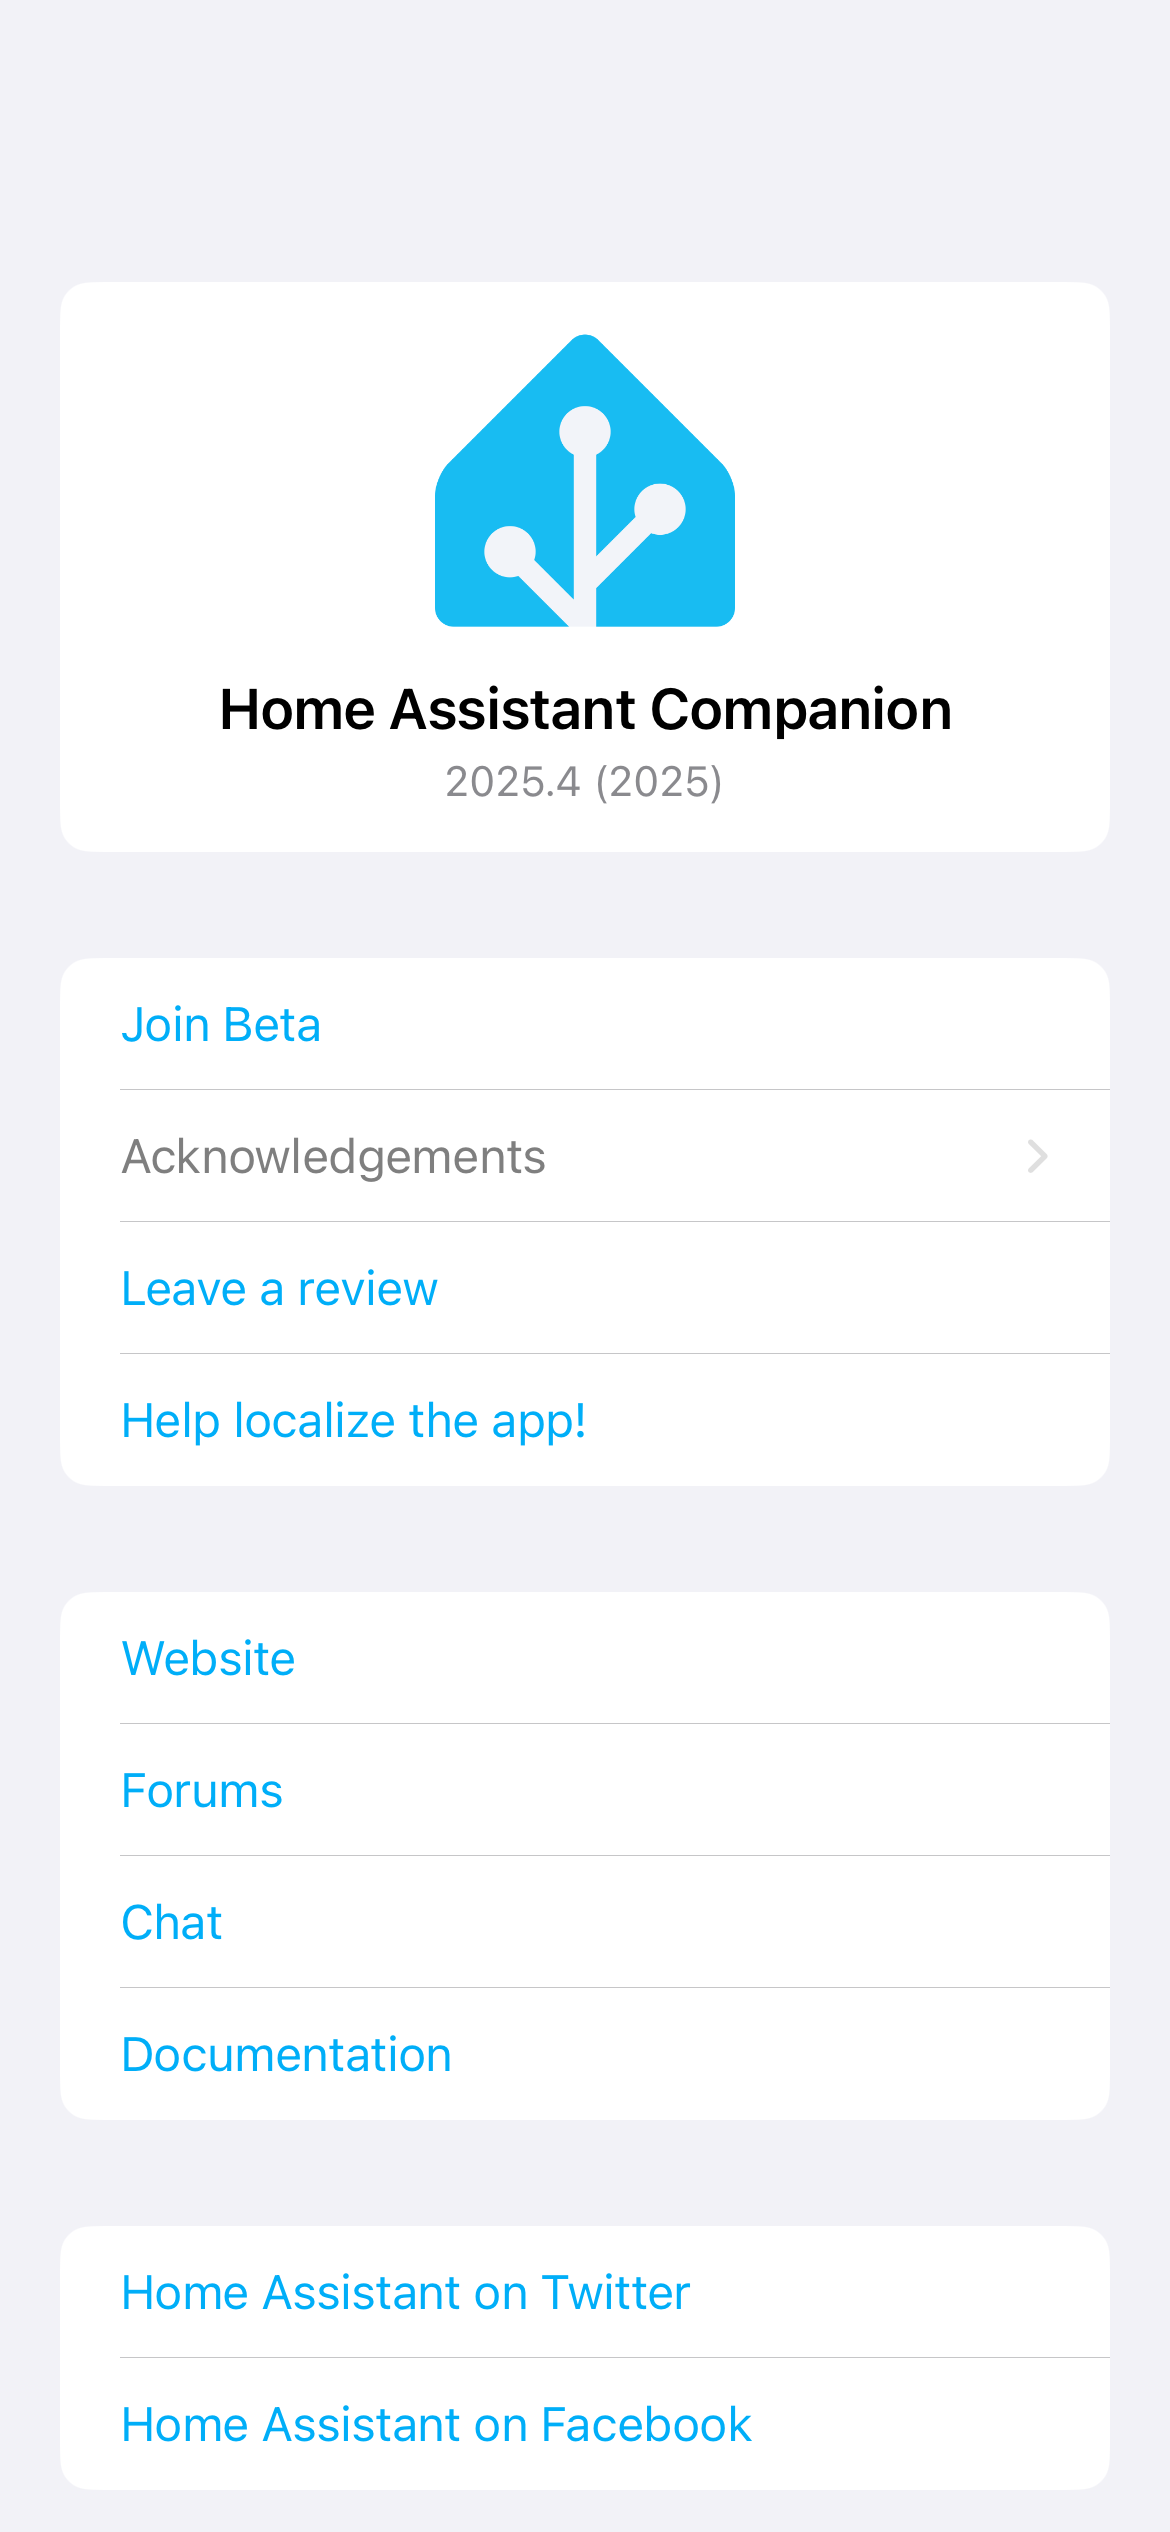 Home Assistant Companion
2025.4 (2025)
Join Beta
Acknowledgements
Leave a review
Help localize the app!
Website
Forums
Chat
Documentation
Home Assistant on Twitter
Home Assistant on Facebook